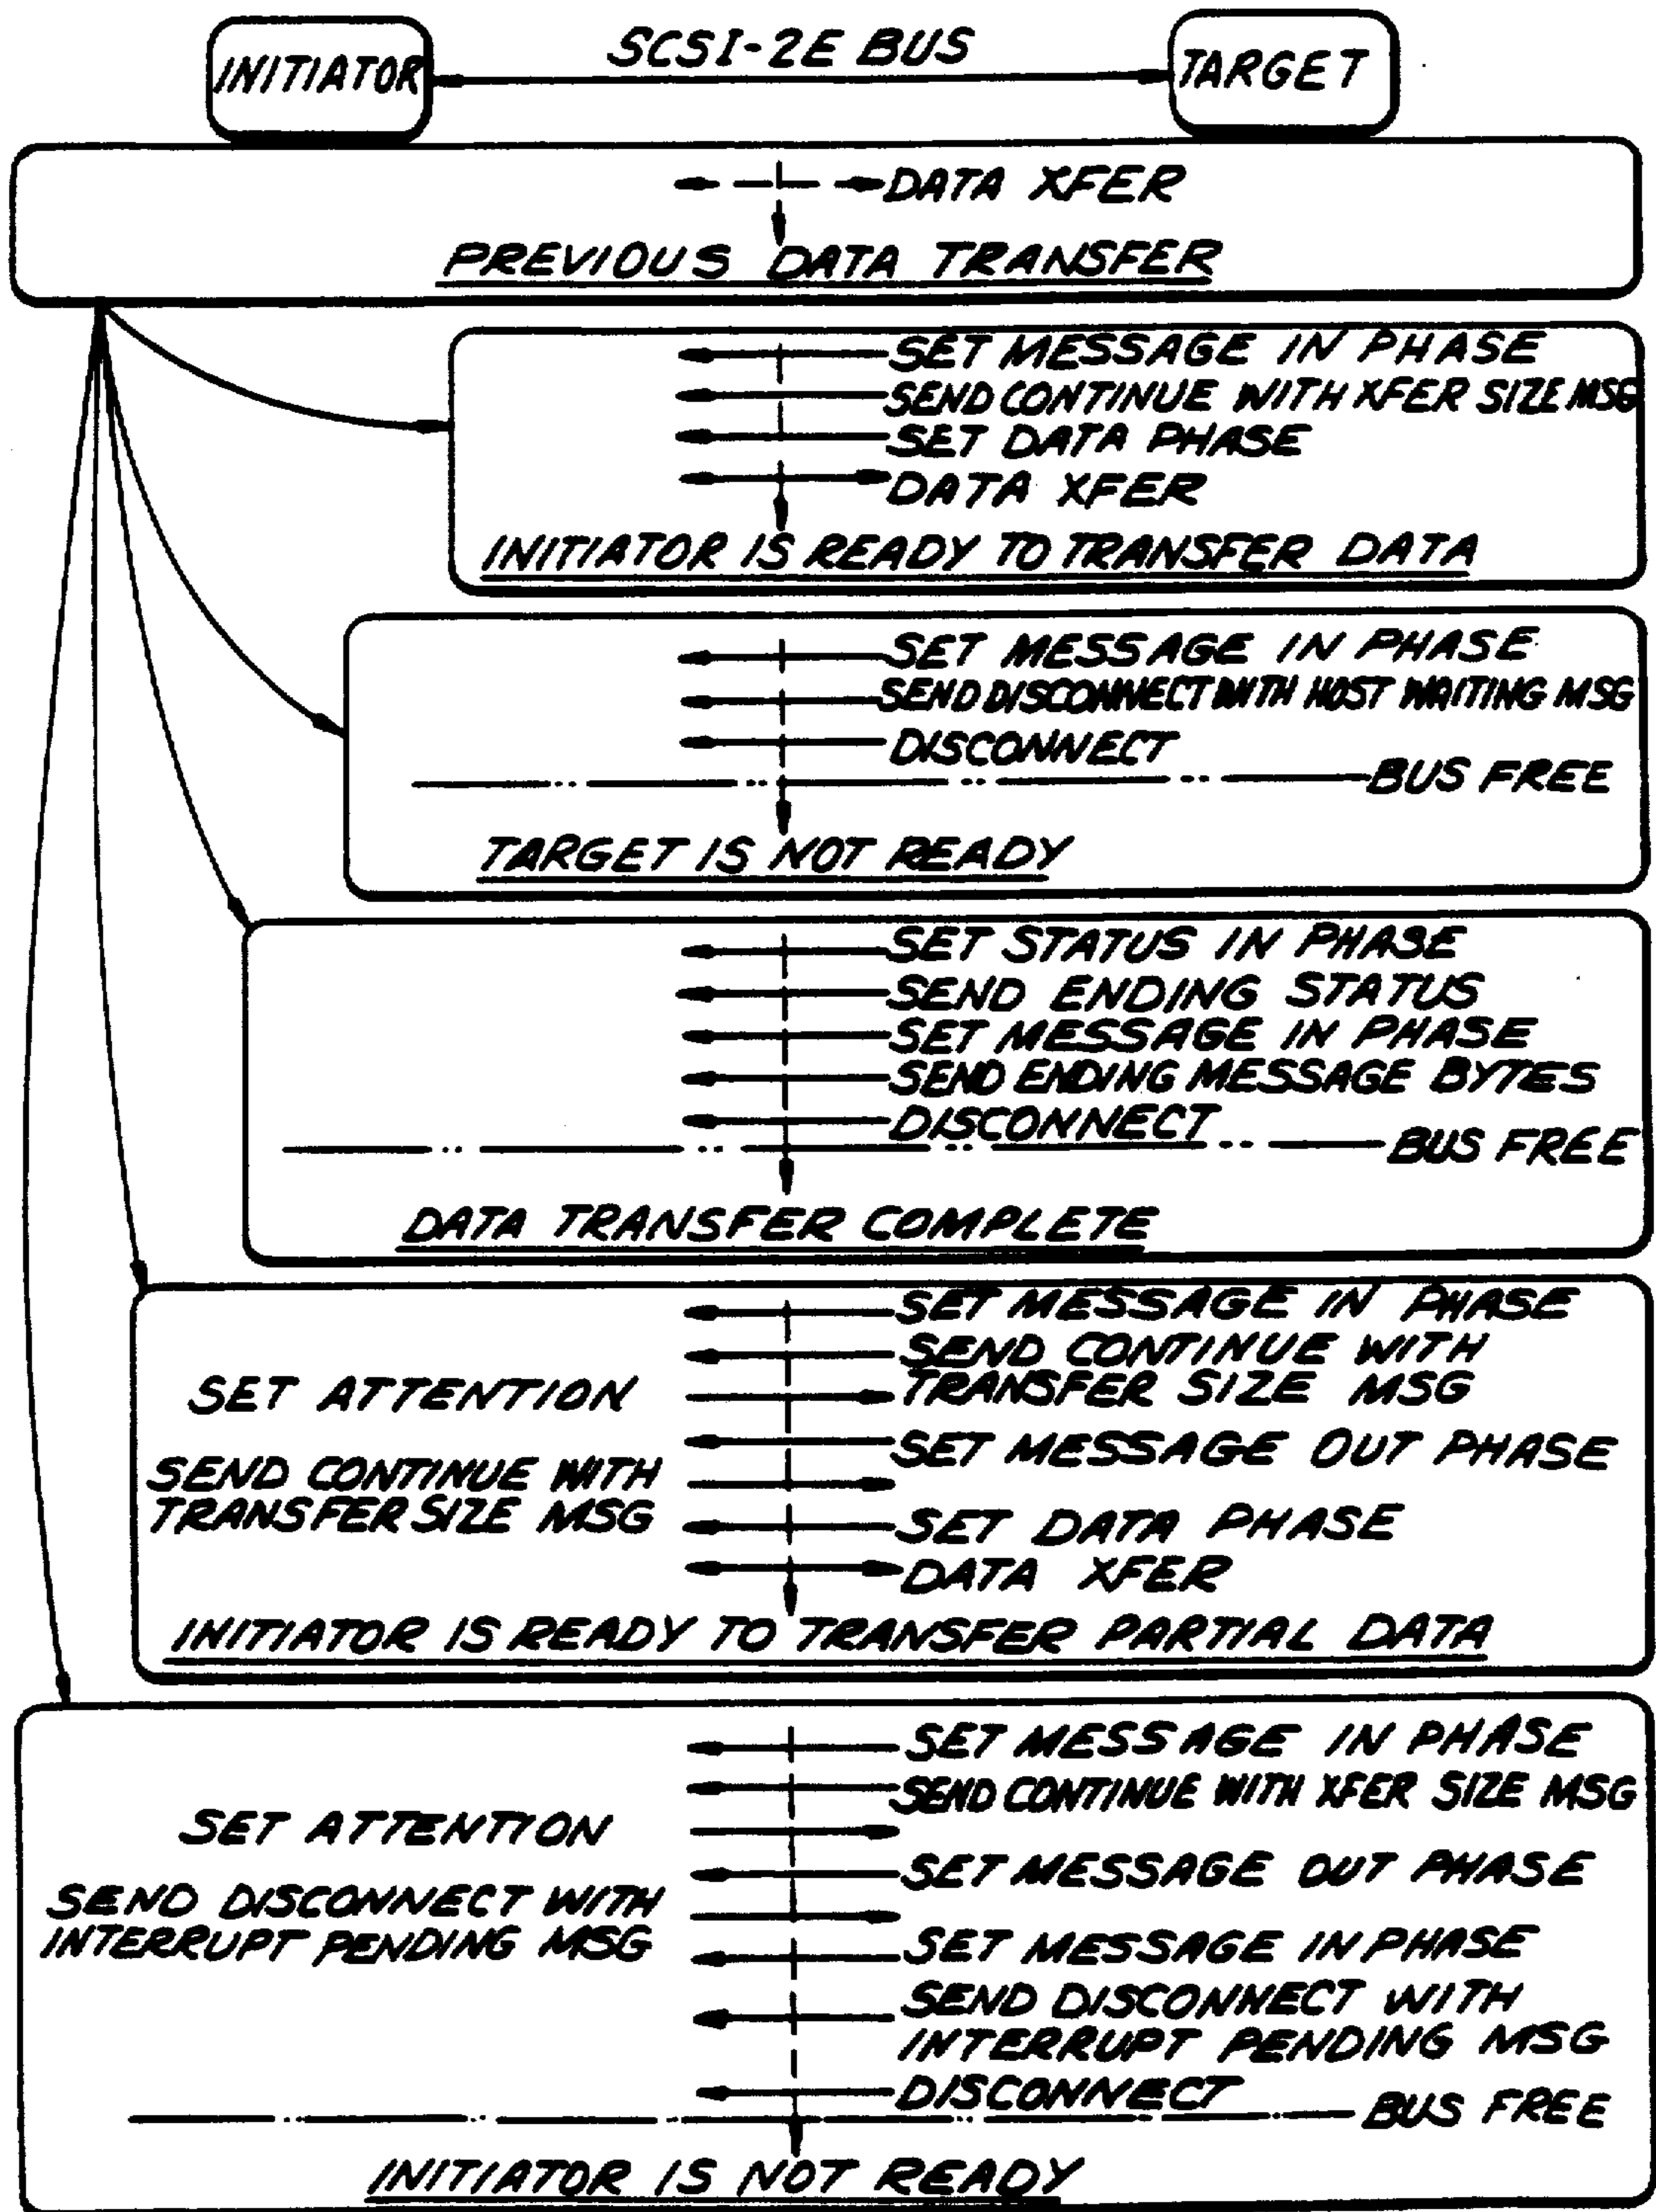 INITIATOR
SCSI-2E BUS
TARGET
DATA XFER
PREVIOUS DATA TRANSFER
SET MESSAGE IN PHASE
SEND CONTINUE WITH XFER SIZE MSG
SET DATA PHASE
DATA XFER
INITIATOR IS READY TO TRANSFER DATA
SET MESSAGE IN PHASE
SEND DISCONNECT WITH HOST WAITING MSG
DISCONNECT
BUS FREE
TARGET IS NOT READY
SET STATUS IN PHASE
SEND ENDING STATUS
SET MESSAGE IN PHASE
SEND ENDING MESSAGE BYTES
DISCONNECT
BUS FREE
DATA TRANSFER COMPLETE
SET MESSAGE IN PHASE
SEND CONTINUE WITH
TRANSFER SIZE MSG
SET ATTENTION
SET MESSAGE OUT PHASE
SEND CONTINUE WITH
TRANSFER SIZE MSG
SET DATA PHASE
DATA XFER
INITIATOR IS READY TO TRANSFER PARTIAL DATA
SET MESSAGE IN PHASE
SEND CONTINUE WITH XFER SIZE MSG
SET ATTENTION
SET MESSAGE OUT PHASE
SEND DISCONNECT WITH
INTERRUPT PENDING MSG
SET MESSAGE IN PHASE
SEND DISCONNECT WITH
INTERRUPT PENDING MSG
DISCONNECT
BUS FREE
INITIATOR IS NOT READY